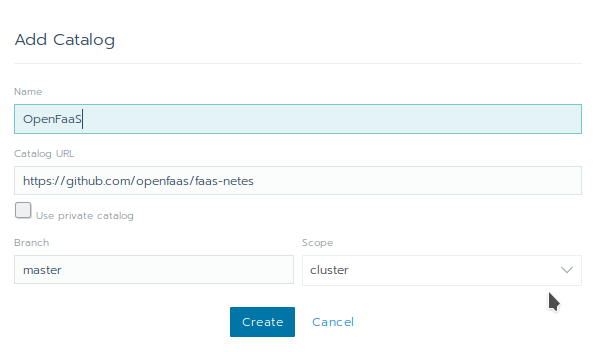 Add Catalog
Name
OpenFaaS
Catalog URL
https://github.com/openfaas/faas-netes
Use private catalog
Branch Scope
master cluster
Create Cancel